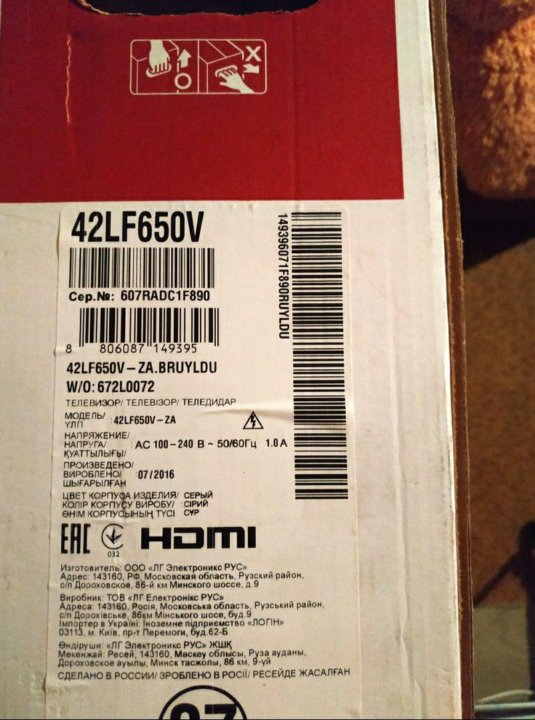 42LF650V
Сер.№: 607RADC1F890
8 806087 149395
149396071F890RUYLDU
42LF650V-ZA.BRUYLDU
W/O: 672L0072
ТЕЛЕВИЗОР/ ТЕЛЕВІЗОР/ ТЕЛЕДИДАР
МОДЕЛЬ/
ҮЛГІ
42LF650V-ZA
НАПРЯЖЕНИЕ/
НАПРУГА/
ҚУАТТЫЛЫҒЫ/
AC 100-240 В ~ 50/60Гц 1.0 A
ПРОИЗВЕДЕНО/
ВИРОБЛЕНО/
ШЫҒАРЫЛҒАН
07/2016
ЦВЕТ КОРПУСА ИЗДЕЛИЯ/ СЕРЫЙ
КОЛІР КОРПУСУ ВИРОБУ/ :СІРИЙ
ӨНІМ КОРПУСЫНЫҢ ТҮСІ СҰР
EAC
032
HDMI
Изготовитель: ООО «ЛГ Электроникс РУС»
Адрес: 143160, РФ, Московская область, Рузский район,
с/п Дороховское, 86-й км Минского шоссе, д.9
Виробник: ТОВ «ЛГ Електронікс РУС»
Адреса: 143160, Росія, Московська область, Рузський район,
с/п Дорохівське, 86км Мінського шосе, буд.9
Імпортер в Україні: Іноземне підприємство «ЛОГІН»
03113, м. Київ, пр-т Перемоги, буд.62-Б
Өндіруши: «ЛГ Электроникс РУС» ЖШҚ
Мекенжай: Ресей, 143160, Мәскеу облысы, Руза ауданы,
Дороховское ауылы, Минск тасжолы, 86 км, 9-үй
СДЕЛАНО В РОССИИ/ ЗРОБЛЕНО В РОСІЇ/ РЕСЕЙДЕ ЖАСАЛҒАН